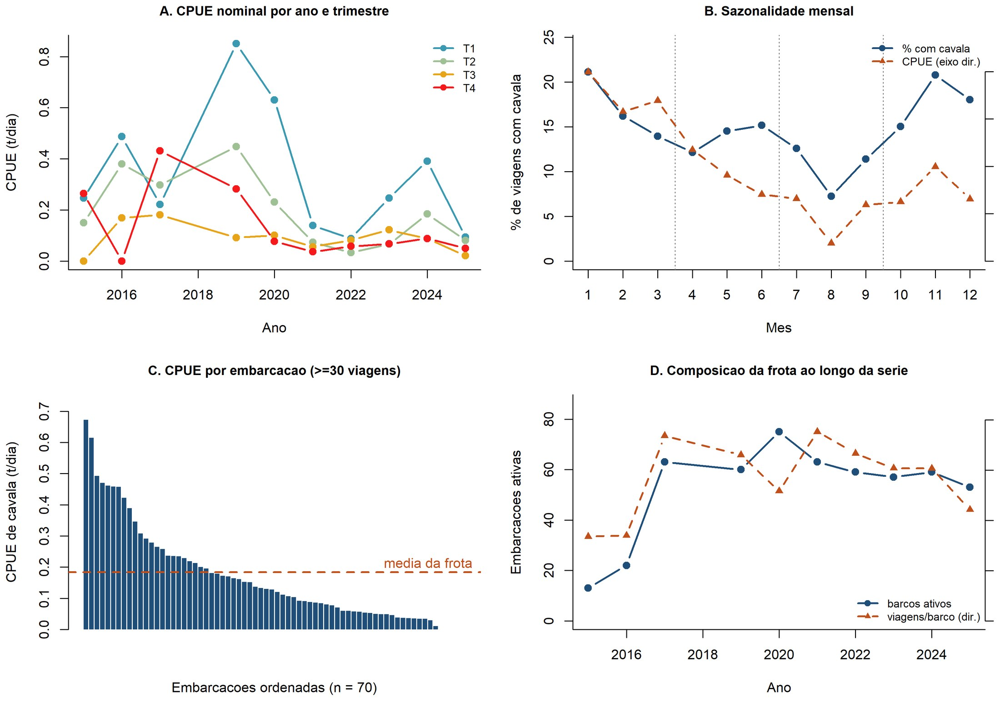 A. CPUE nominal por ano e trimestre
CPUE (t/dia)
0.8
0.6
0.4
0.2
0.0
T1
T2
T3
T4
2016 2018 2020 2022 2024
Ano
B. Sazonalidade mensal
% de viagens com cavala
25
20
15
10
5
0
% com cavala
CPUE (eixo dir.)
1 2 3 4 5 6 7 8 9 10 11 12
Mes
C. CPUE por embarcacao (>=30 viagens)
CPUE de cavala (t/dia)
0.7
0.6
0.5
0.4
0.3
0.2
0.1
0.0
media da frota
Embarcacoes ordenadas (n = 70)
D. Composicao da frota ao longo da serie
Embarcacoes ativas
80
60
40
20
0
barcos ativos
viagens/barco (dir.)
2016 2018 2020 2022 2024
Ano